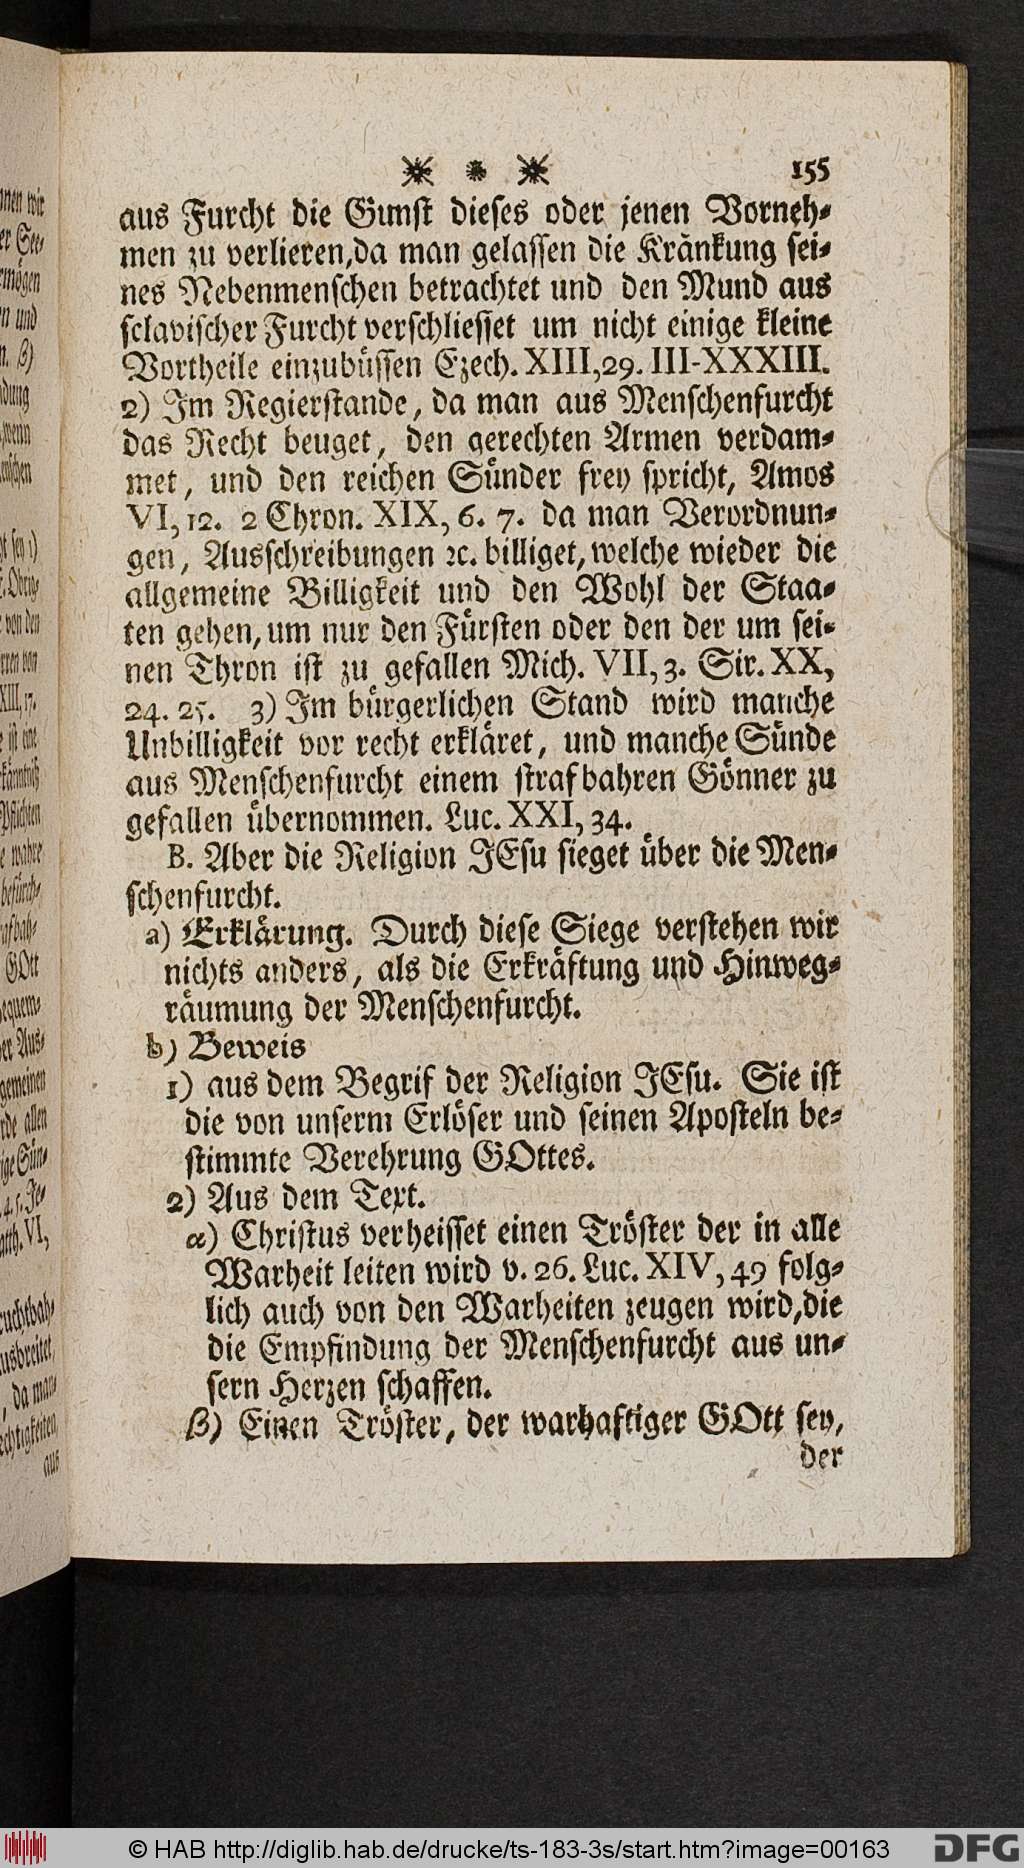 155
aus Furcht die Gunst dieses oder jenen Vorneh-
men zu verlieren, da man gelassen die Kränkung sei-
nes Nebenmenschen betrachtet und den Mund aus
sclavischer Furcht verschliesset um nicht einige kleine
Vortheile einzubüssen Ezech. XIII, 29. III-XXXIII.
2) Im Regierstande, da man aus Menschenfurcht
das Recht beuget, den gerechten Armen verdam-
met, und den reichen Sünder frey spricht, Amos
VI, 12. 2 Chron. XIX, 6. 7. da man Verordnun-
gen, Ausschreibungen ꝛc. billiget, welche wieder die
allgemeine Billigkeit und den Wohl der Staa-
ten gehen, um nur den Fürsten oder den der um sei-
nen Thron ist zu gefallen Mich. VII, 3. Sir. XX,
24. 25. 3) Im bürgerlichen Stand wird manche
Unbilligkeit vor recht erkläret, und manche Sünde
aus Menschenfurcht einem strafbahren Gönner zu
gefallen übernommen. Luc. XXI, 34.
B. Aber die Religion JEsu sieget über die Men-
schenfurcht.
a) Erklärung. Durch diese Siege verstehen wir
nichts anders, als die Erkräftung und Hinweg-
räumung der Menschenfurcht.
b) Beweis
1) aus dem Begrif der Religion JEsu. Sie ist
die von unserm Erlöser und seinen Aposteln be-
stimmte Verehrung GOttes.
2) Aus dem Text.
α) Christus verheisset einen Tröster der in alle
Warheit leiten wird v. 26. Luc. XIV, 49 folg-
lich auch von den Warheiten zeugen wird, die
die Empfindung der Menschenfurcht aus un-
sern Herzen schaffen.
β) Einen Tröster, der warhaftiger GOtt sey,
der
© HAB http://diglib.hab.de/drucke/ts-183-3s/start.htm?image=00163
DFG